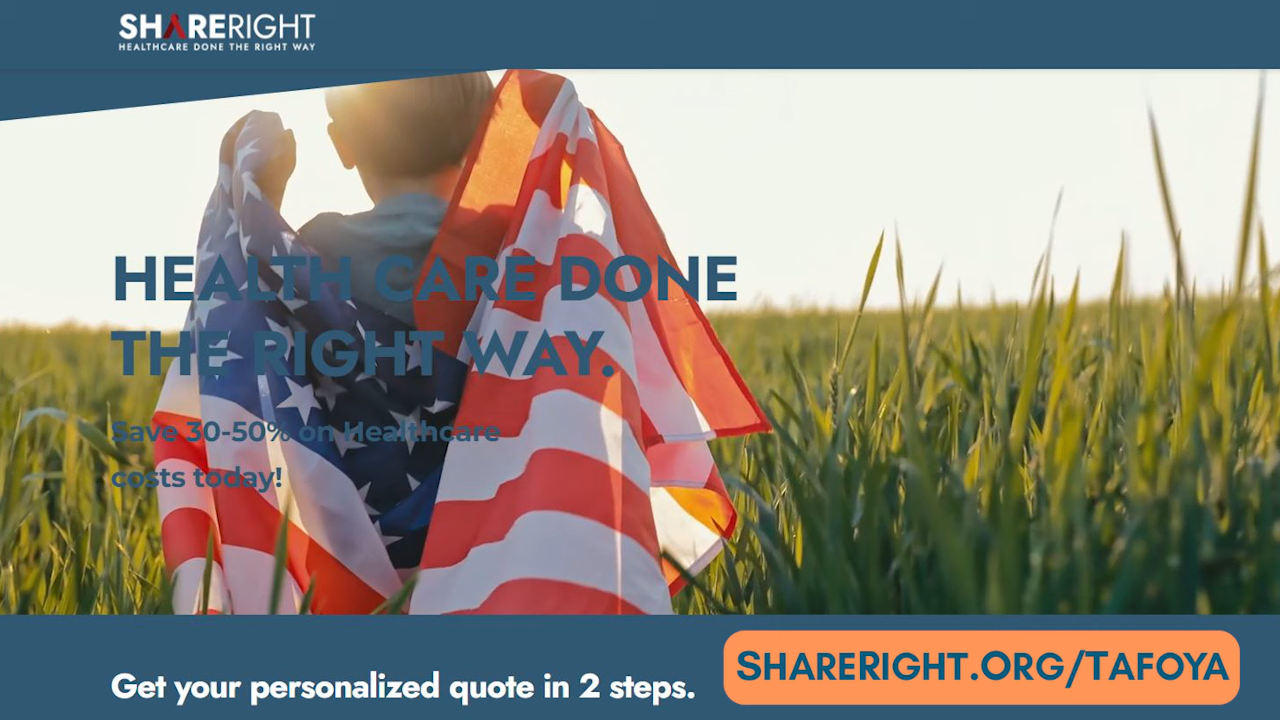 SHARERIGHT
HEALTHCARE DONE THE RIGHT WAY
HEALTH CARE DONE
THE RIGHT WAY.
Save 30-50% on Healthcare
costs today!
Get your personalized quote in 2 steps.
SHARERIGHT.ORG/TAFOYA